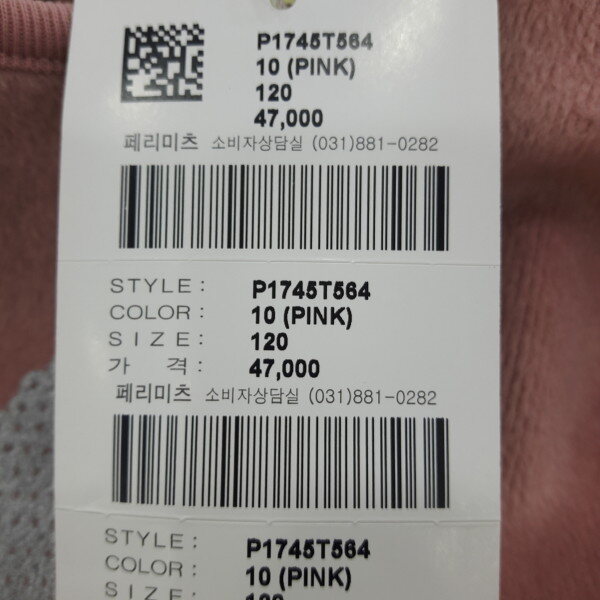 P1745T564
10 (PINK)
120
47,000
페리미츠 소비자상담실 (031)881-0282
STYLE: P1745T564
COLOR: 10 (PINK)
SIZE: 120
가 격: 47,000
페리미츠 소비자상담실 (031)881-0282
STYLE: P1745T564
COLOR: 10 (PINK)
SIZE: 120